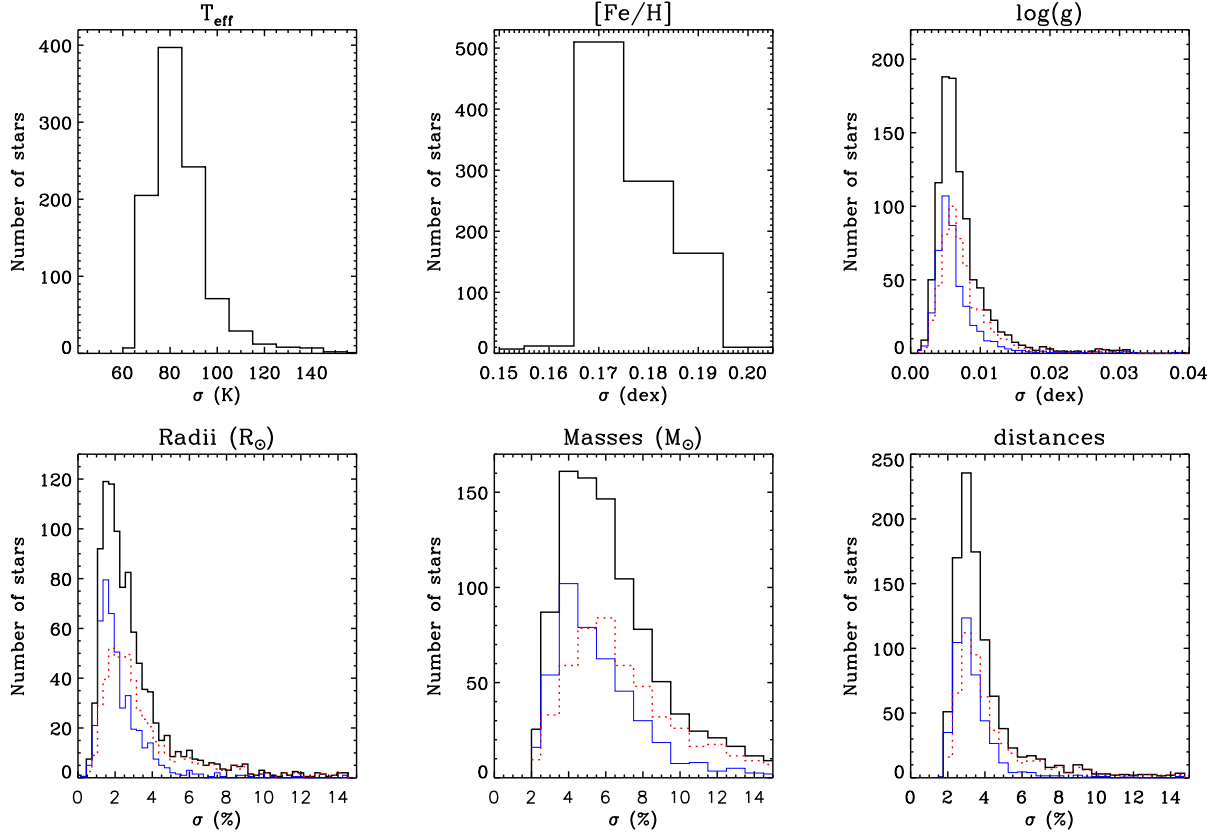 T_eff
Number of stars
400
300
200
100
0
60 80 100 120 140
σ (K)
[Fe/H]
Number of stars
500
400
300
200
100
0
0.15 0.16 0.17 0.18 0.19 0.20
σ (dex)
log(g)
Number of stars
200
150
100
50
0
0.00 0.01 0.02 0.03 0.04
σ (dex)
Radii (R☉)
Number of stars
120
100
80
60
40
20
0
0 2 4 6 8 10 12 14
σ (%)
Masses (M☉)
Number of stars
150
100
50
0
0 2 4 6 8 10 12 14
σ (%)
distances
Number of stars
250
200
150
100
50
0
0 2 4 6 8 10 12 14
σ (%)